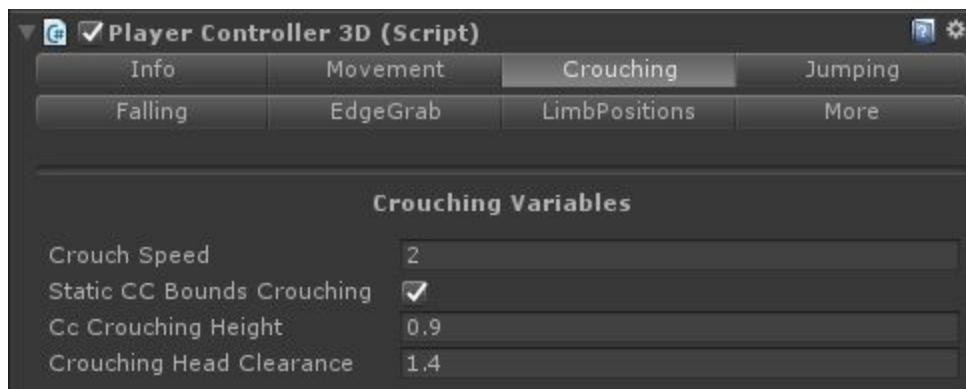 Player Controller 3D (Script)
Info Movement Crouching Jumping
Falling EdgeGrab LimbPositions More
Crouching Variables
Crouch Speed 2
Static CC Bounds Crouching
Cc Crouching Height 0.9
Crouching Head Clearance 1.4